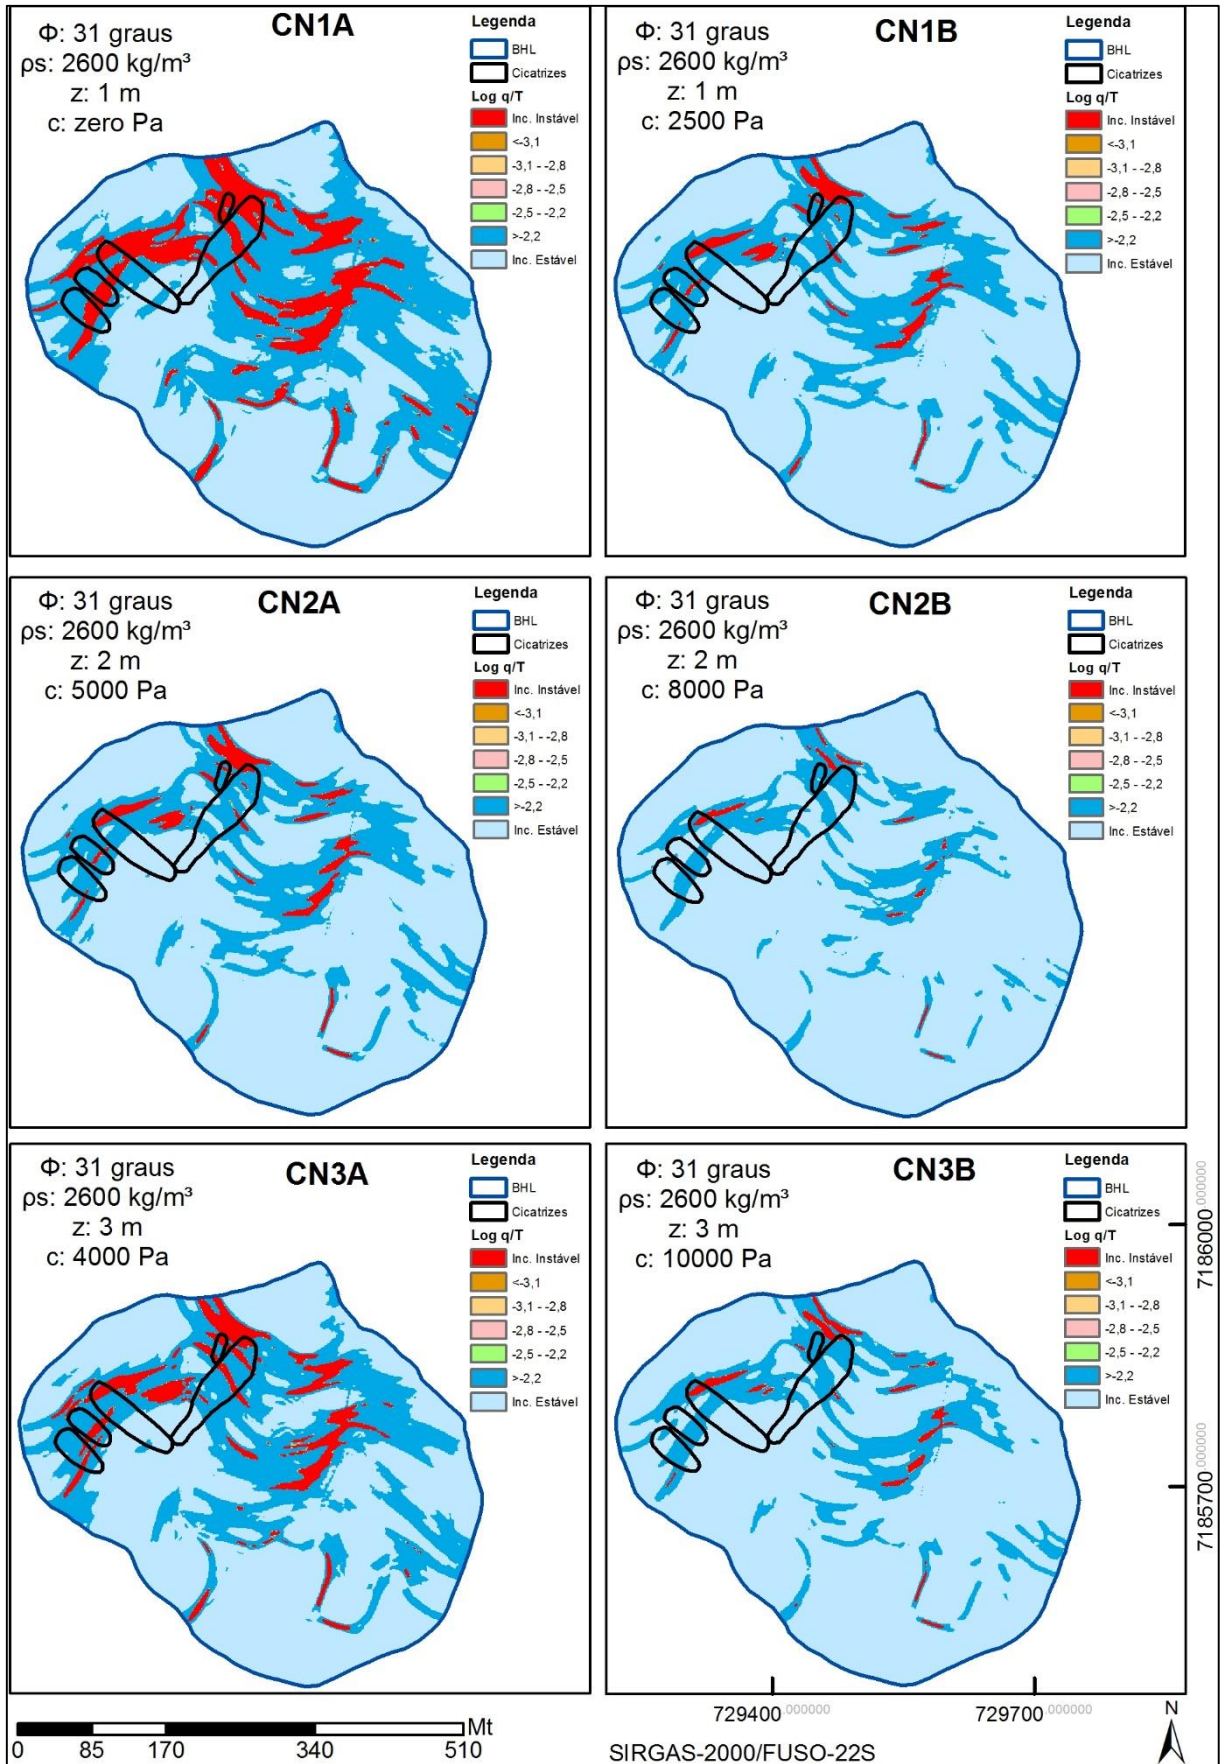 CN1A
Φ: 31 graus
ρs: 2600 kg/m³
z: 1 m
c: zero Pa
Legenda
BHL
Cicatrizes
Log q/T
Inc. Instável
<-3,1
-3,1 - -2,8
-2,8 - -2,5
-2,5 - -2,2
>-2,2
Inc. Estável
CN1B
Φ: 31 graus
ρs: 2600 kg/m³
z: 1 m
c: 2500 Pa
Legenda
BHL
Cicatrizes
Log q/T
Inc. Instável
<-3,1
-3,1 - -2,8
-2,8 - -2,5
-2,5 - -2,2
>-2,2
Inc. Estável
CN2A
Φ: 31 graus
ρs: 2600 kg/m³
z: 2 m
c: 5000 Pa
Legenda
BHL
Cicatrizes
Log q/T
Inc. Instável
<-3,1
-3,1 - -2,8
-2,8 - -2,5
-2,5 - -2,2
>-2,2
Inc. Estável
CN2B
Φ: 31 graus
ρs: 2600 kg/m³
z: 2 m
c: 8000 Pa
Legenda
BHL
Cicatrizes
Log q/T
Inc. Instável
<-3,1
-3,1 - -2,8
-2,8 - -2,5
-2,5 - -2,2
>-2,2
Inc. Estável
CN3A
Φ: 31 graus
ρs: 2600 kg/m³
z: 3 m
c: 4000 Pa
Legenda
BHL
Cicatrizes
Log q/T
Inc. Instável
<-3,1
-3,1 - -2,8
-2,8 - -2,5
-2,5 - -2,2
>-2,2
Inc. Estável
CN3B
Φ: 31 graus
ρs: 2600 kg/m³
z: 3 m
c: 10000 Pa
Legenda
BHL
Cicatrizes
Log q/T
Inc. Instável
<-3,1
-3,1 - -2,8
-2,8 - -2,5
-2,5 - -2,2
>-2,2
Inc. Estável
7186000,000000
7185700,000000
729400,000000
729700,000000
N
Mt
0 85 170 340 510
SIRGAS-2000/FUSO-22S